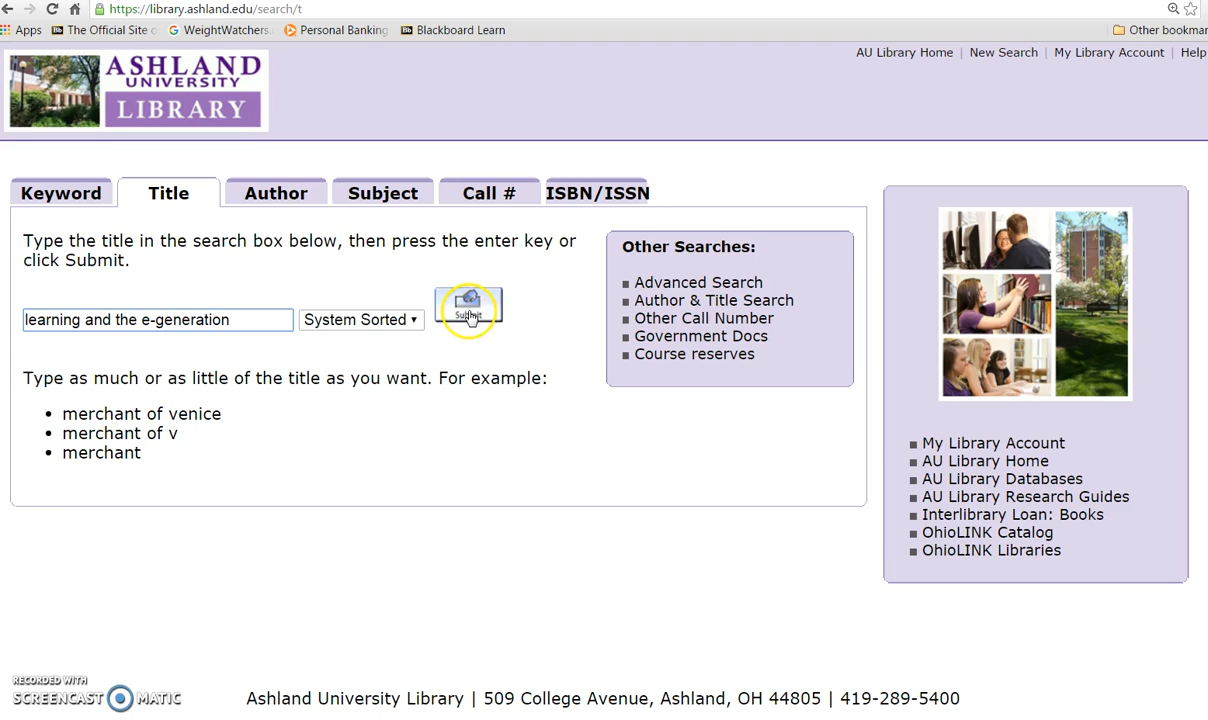 https://library.ashland.edu/search/t
Apps
The Official Site o
WeightWatchers.
Personal Banking
Blackboard Learn
Other bookmar
ASHLAND
UNIVERSITY
LIBRARY
AU Library Home | New Search | My Library Account | Help
Keyword
Title
Author
Subject
Call #
ISBN/ISSN
Type the title in the search box below, then press the enter key or
click Submit.
learning and the e-generation
System Sorted
Submit
Type as much or as little of the title as you want. For example:
merchant of venice
merchant of v
merchant
Other Searches:
Advanced Search
Author & Title Search
Other Call Number
Government Docs
Course reserves
My Library Account
AU Library Home
AU Library Databases
AU Library Research Guides
Interlibrary Loan: Books
OhioLINK Catalog
OhioLINK Libraries
RECORDED WITH
SCREENCAST MATIC
Ashland University Library | 509 College Avenue, Ashland, OH 44805 | 419-289-5400